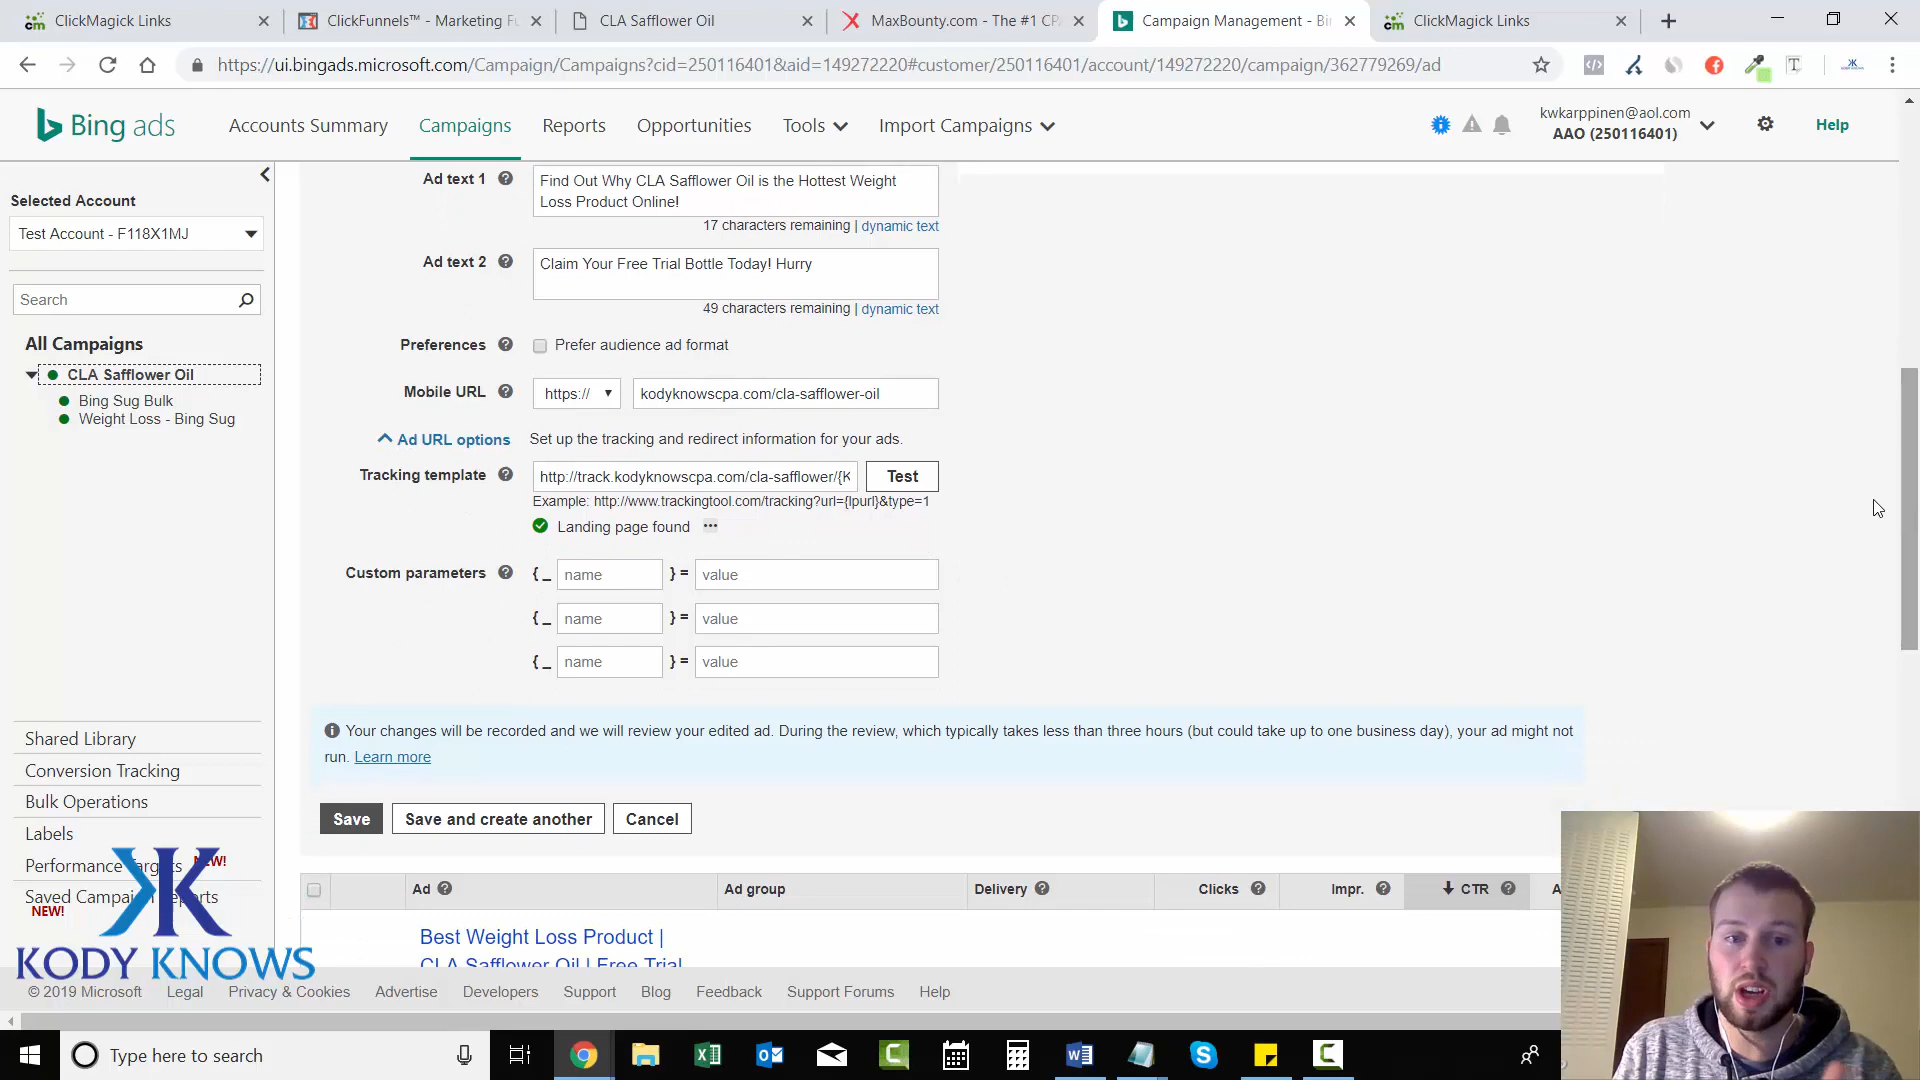 ClickMagick Links
ClickFunnels™ - Marketing Fu
CLA Safflower Oil
MaxBounty.com - The #1 CP
Campaign Management - Bi
ClickMagick Links
https://ui.bingads.microsoft.com/Campaign/Campaigns?cid=250116401&aid=149272220#customer/250116401/account/149272220/campaign/362779269/ad
Bing ads
Accounts Summary
Campaigns
Reports
Opportunities
Tools
Import Campaigns
kwkarppinen@aol.com
AAO (250116401)
Help
Selected Account
Test Account - F118X1MJ
Search
All Campaigns
CLA Safflower Oil
Bing Sug Bulk
Weight Loss - Bing Sug
Shared Library
Conversion Tracking
Bulk Operations
Labels
Performance Targets NEW!
Saved Campaign Reports
NEW!
KODY KNOWS
Ad text 1
Find Out Why CLA Safflower Oil is the Hottest Weight
Loss Product Online!
17 characters remaining | dynamic text
Ad text 2
Claim Your Free Trial Bottle Today! Hurry
49 characters remaining | dynamic text
Preferences
Prefer audience ad format
Mobile URL
https://
kodyknowscpa.com/cla-safflower-oil
Ad URL options
Set up the tracking and redirect information for your ads.
Tracking template
http://track.kodyknowscpa.com/cla-safflower/{K
Test
Example: http://www.trackingtool.com/tracking?url={lpurl}&type=1
Landing page found ...
Custom parameters
{ _ name } = value
{ _ name } = value
{ _ name } = value
Your changes will be recorded and we will review your edited ad. During the review, which typically takes less than three hours (but could take up to one business day), your ad might not
run. Learn more
Save
Save and create another
Cancel
Ad
Ad group
Delivery
Clicks
Impr.
CTR
Best Weight Loss Product |
CLA Safflower Oil | Free Trial
© 2019 Microsoft
Legal
Privacy & Cookies
Advertise
Developers
Support
Blog
Feedback
Support Forums
Help
Type here to search